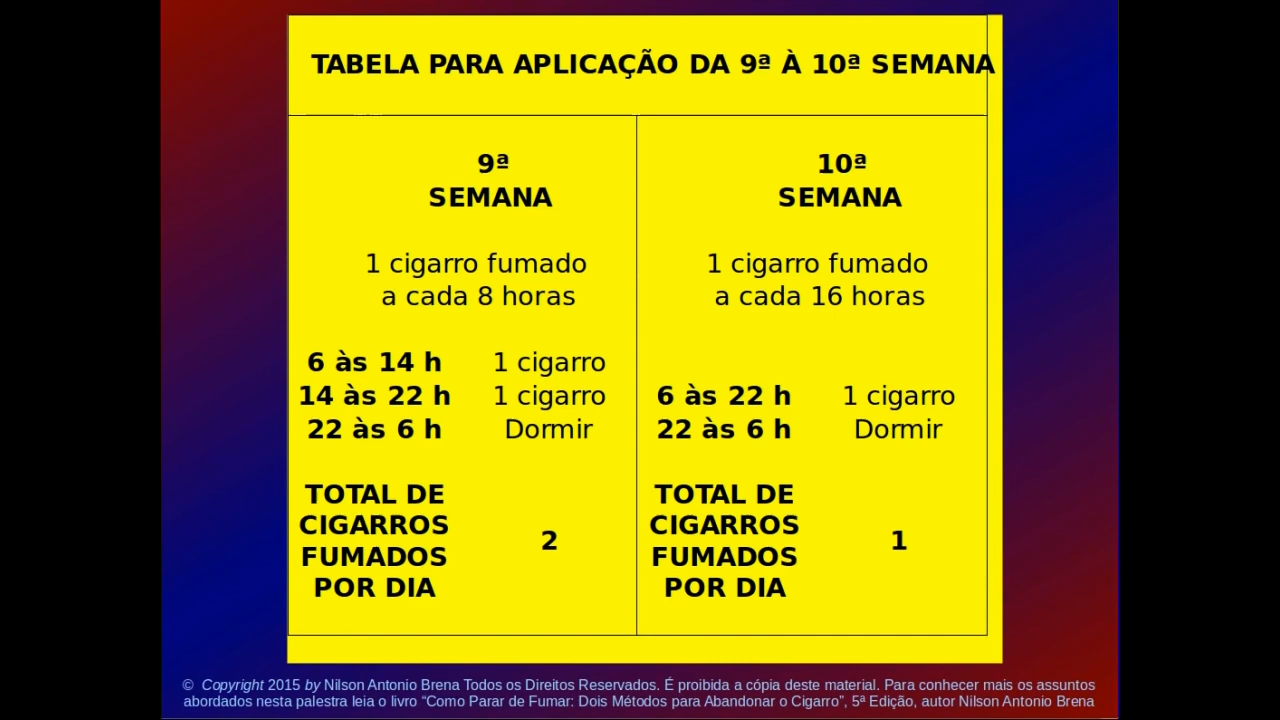 TABELA PARA APLICAÇÃO DA 9ª À 10ª SEMANA
9ª
SEMANA
1 cigarro fumado
a cada 8 horas
6 às 14 h 1 cigarro
14 às 22 h 1 cigarro
22 às 6 h Dormir
TOTAL DE
CIGARROS
FUMADOS
POR DIA
2
10ª
SEMANA
1 cigarro fumado
a cada 16 horas
6 às 22 h 1 cigarro
22 às 6 h Dormir
TOTAL DE
CIGARROS
FUMADOS
POR DIA
1
© Copyright 2015 by Nilson Antonio Brena Todos os Direitos Reservados. É proibida a cópia deste material. Para conhecer mais os assuntos
abordados nesta palestra leia o livro “Como Parar de Fumar: Dois Métodos para Abandonar o Cigarro”, 5ª Edição, autor Nilson Antonio Brena